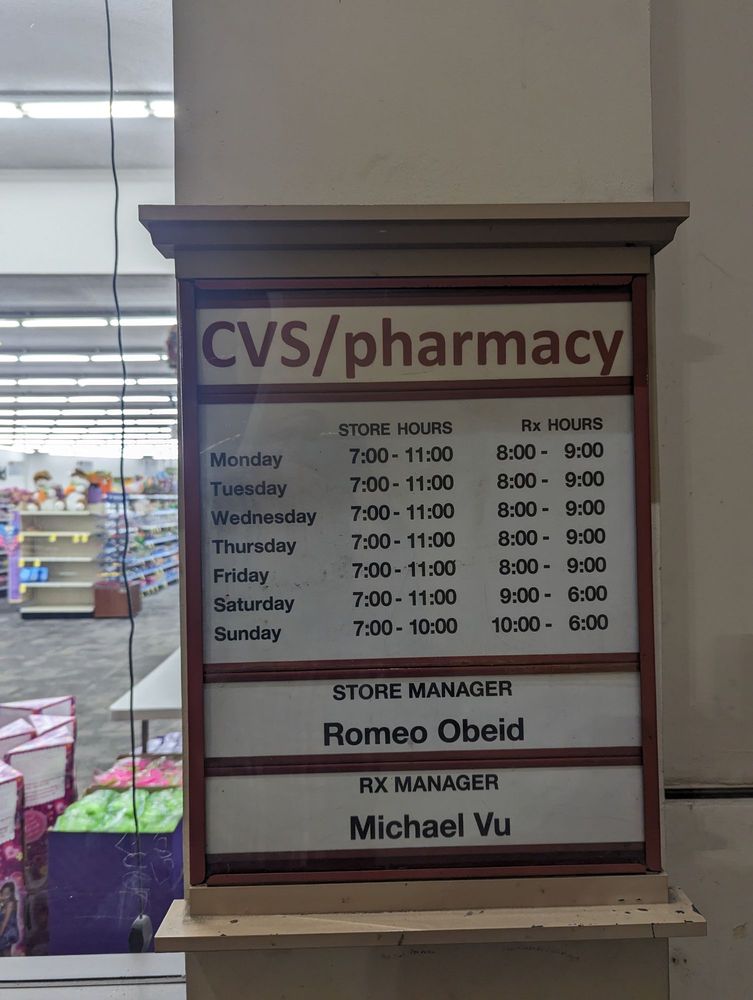 CVS/pharmacy
STORE HOURS Rx HOURS
Monday 7:00 - 11:00 8:00 - 9:00
Tuesday 7:00 - 11:00 8:00 - 9:00
Wednesday 7:00 - 11:00 8:00 - 9:00
Thursday 7:00 - 11:00 8:00 - 9:00
Friday 7:00 - 11:00 8:00 - 9:00
Saturday 7:00 - 11:00 9:00 - 6:00
Sunday 7:00 - 10:00 10:00 - 6:00
STORE MANAGER
Romeo Obeid
RX MANAGER
Michael Vu